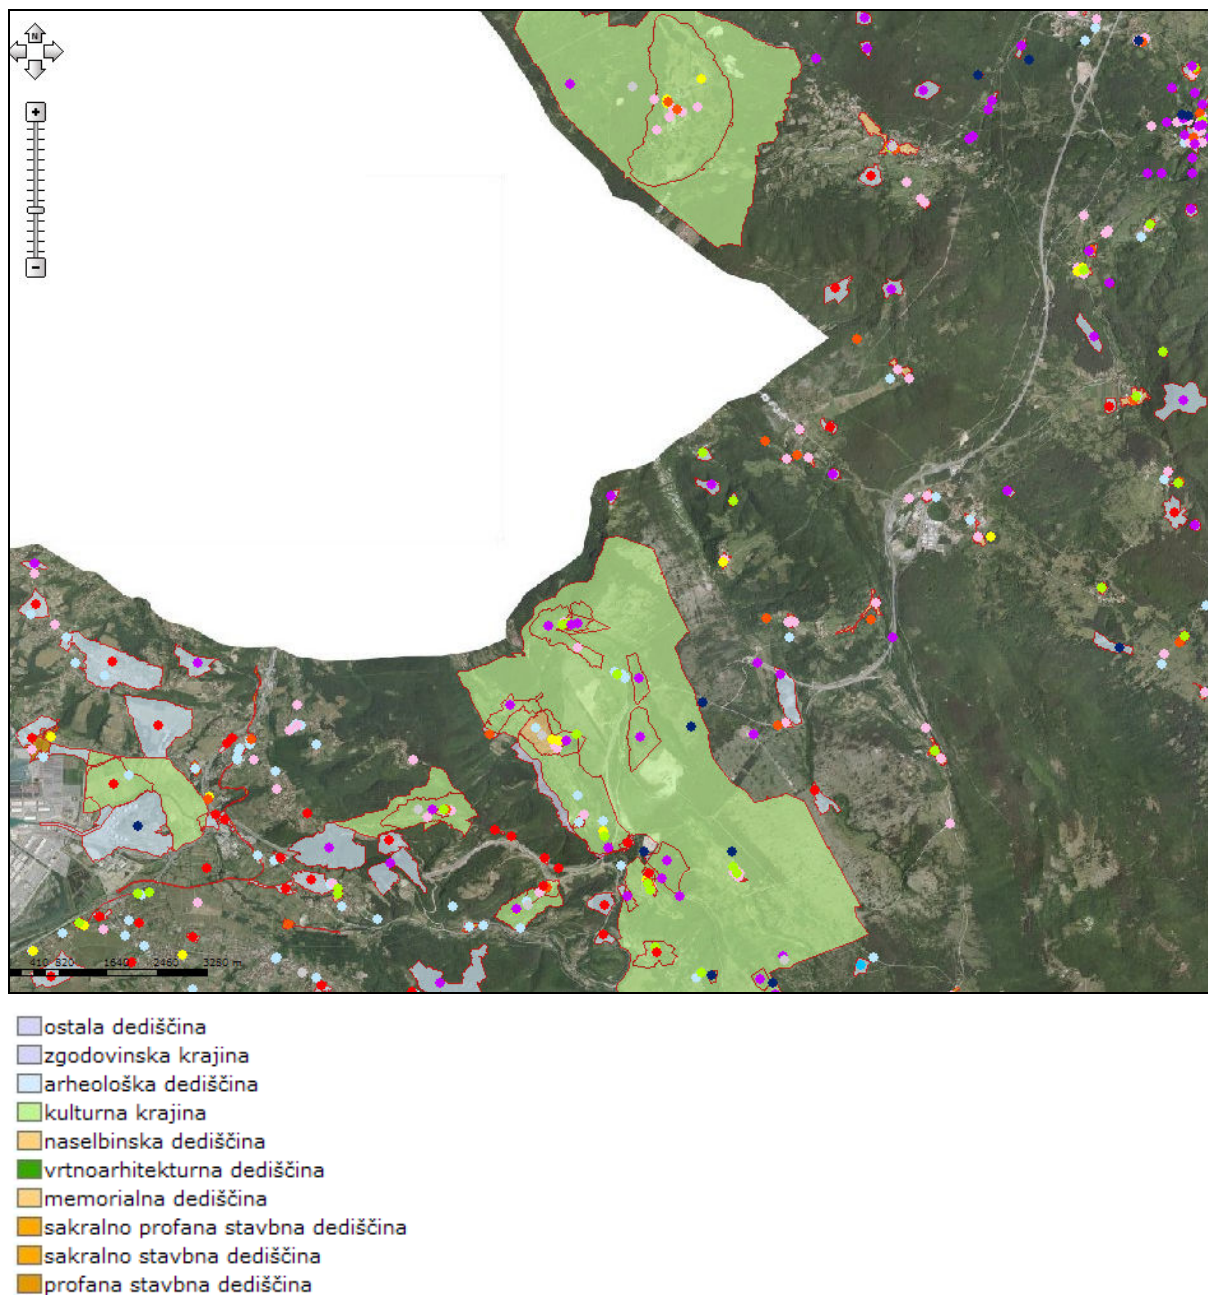 N
+
-
410 820 1640 2460 3280 m
ostala dediščina
zgodovinska krajina
arheološka dediščina
kulturna krajina
naselbinska dediščina
vrtnoarhitekturna dediščina
memorialna dediščina
sakralno profana stavbna dediščina
sakralno stavbna dediščina
profana stavbna dediščina